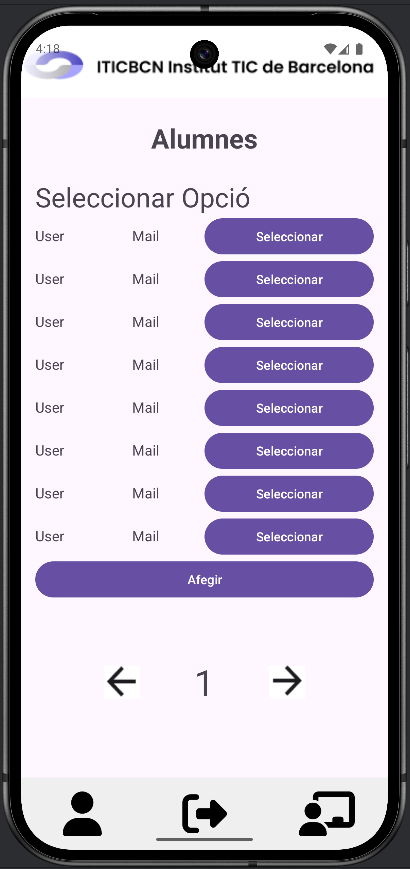 4:18
ITICBCN Institut TIC de Barcelona
Alumnes
Seleccionar Opció
User Mail Seleccionar
User Mail Seleccionar
User Mail Seleccionar
User Mail Seleccionar
User Mail Seleccionar
User Mail Seleccionar
User Mail Seleccionar
User Mail Seleccionar
Afegir
1